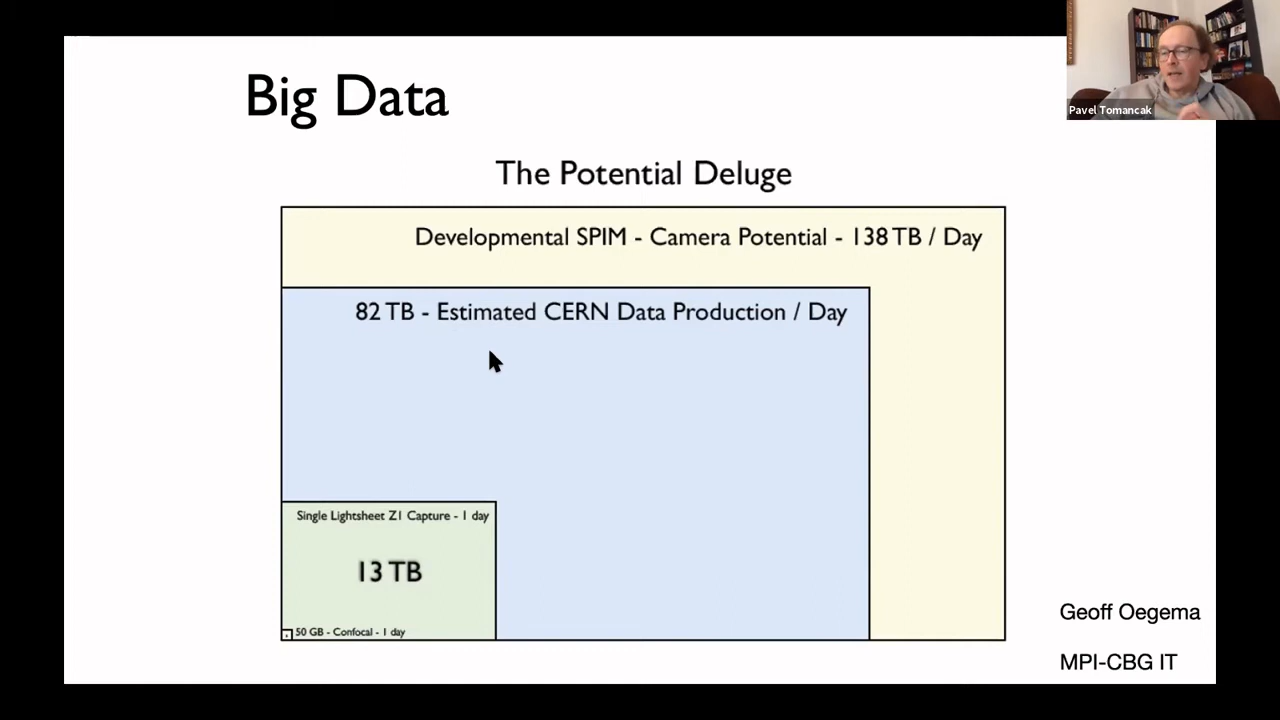 Big Data
Pavel Tomancak
The Potential Deluge
Developmental SPIM - Camera Potential - 138 TB / Day
82 TB - Estimated CERN Data Production / Day
Single Lightsheet Z1 Capture - 1 day
13 TB
50 GB - Confocal - 1 day
Geoff Oegema
MPI-CBG IT